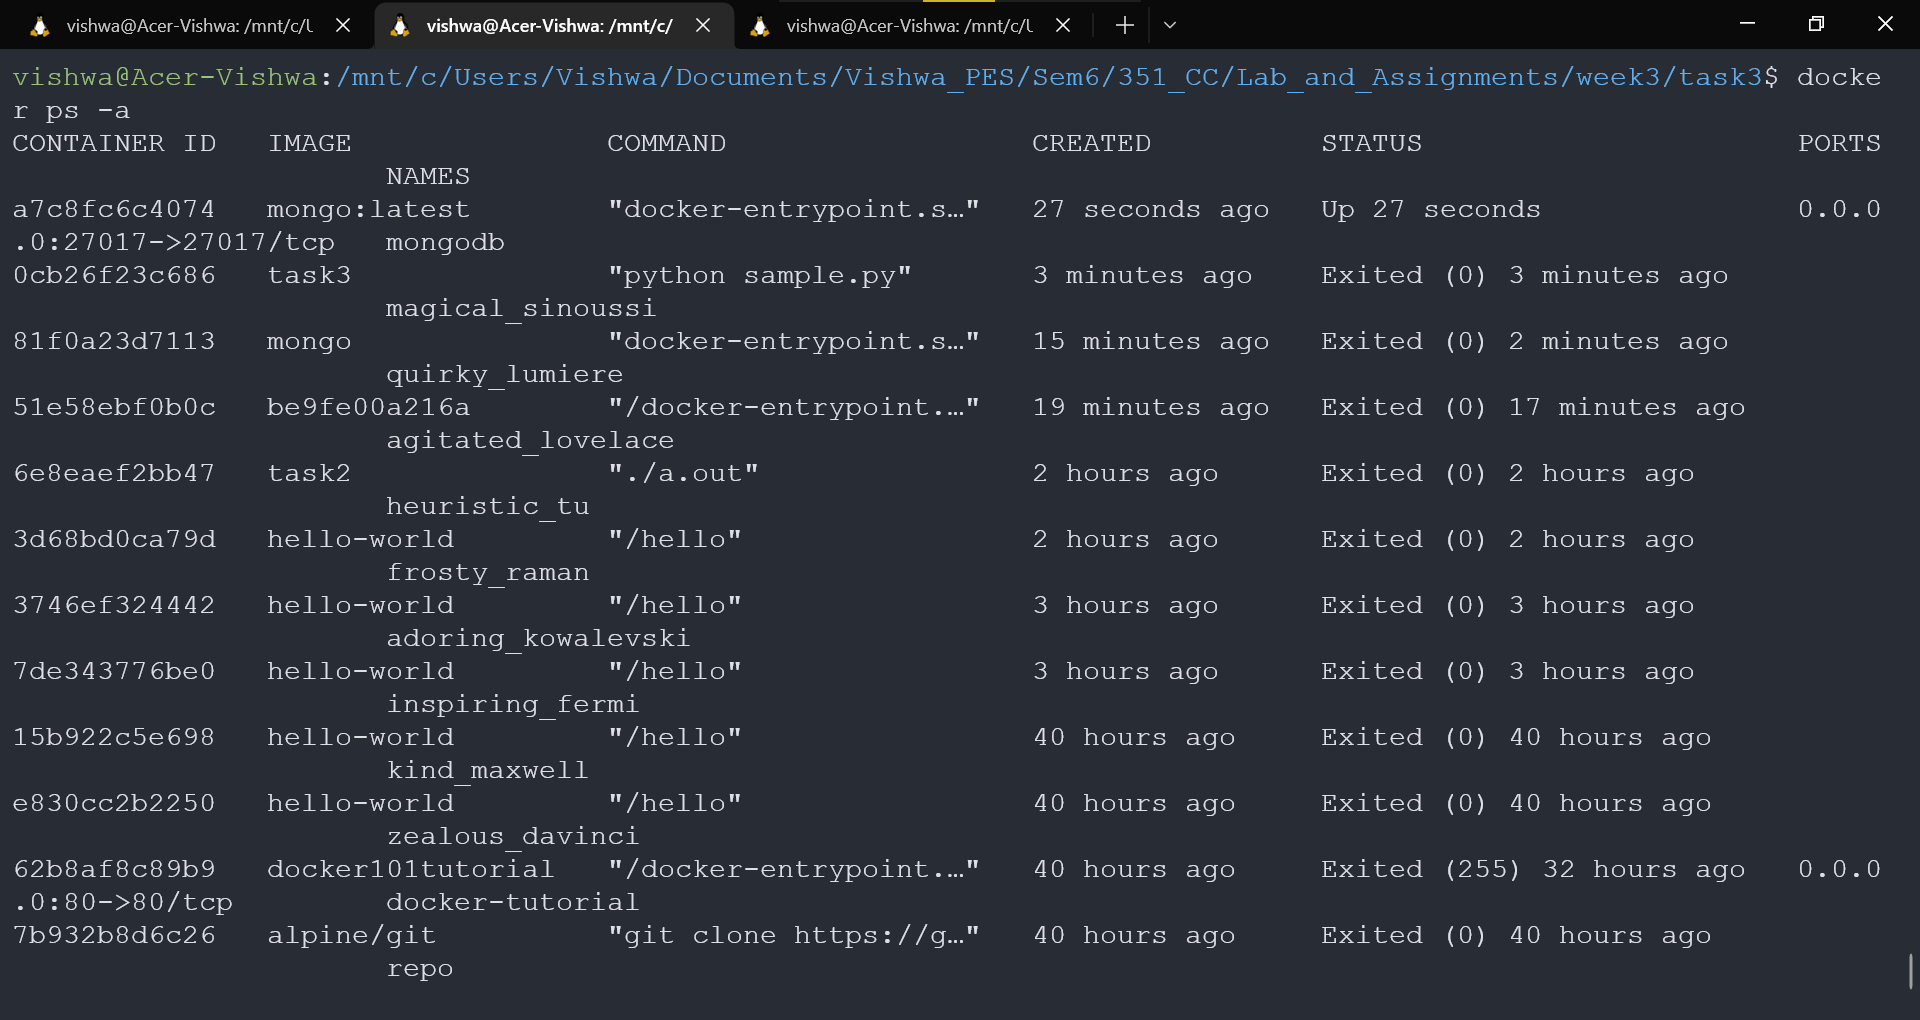 vishwa@Acer-Vishwa: /mnt/c/U
vishwa@Acer-Vishwa: /mnt/c/
vishwa@Acer-Vishwa: /mnt/c/U
vishwa@Acer-Vishwa:/mnt/c/Users/Vishwa/Documents/Vishwa_PES/Sem6/351_CC/Lab_and_Assignments/week3/task3$ docke
r ps -a
CONTAINER ID   IMAGE               COMMAND                  CREATED          STATUS                      PORTS
NAMES
a7c8fc6c4074   mongo:latest        "docker-entrypoint.s…"   27 seconds ago   Up 27 seconds               0.0.0
.0:27017->27017/tcp   mongodb
0cb26f23c686   task3               "python sample.py"       3 minutes ago    Exited (0) 3 minutes ago
magical_sinoussi
81f0a23d7113   mongo               "docker-entrypoint.s…"   15 minutes ago   Exited (0) 2 minutes ago
quirky_lumiere
51e58ebf0b0c   be9fe00a216a        "/docker-entrypoint.…"   19 minutes ago   Exited (0) 17 minutes ago
agitated_lovelace
6e8eaef2bb47   task2               "./a.out"                2 hours ago      Exited (0) 2 hours ago
heuristic_tu
3d68bd0ca79d   hello-world         "/hello"                 2 hours ago      Exited (0) 2 hours ago
frosty_raman
3746ef324442   hello-world         "/hello"                 3 hours ago      Exited (0) 3 hours ago
adoring_kowalevski
7de343776be0   hello-world         "/hello"                 3 hours ago      Exited (0) 3 hours ago
inspiring_fermi
15b922c5e698   hello-world         "/hello"                 40 hours ago     Exited (0) 40 hours ago
kind_maxwell
e830cc2b2250   hello-world         "/hello"                 40 hours ago     Exited (0) 40 hours ago
zealous_davinci
62b8af8c89b9   docker101tutorial   "/docker-entrypoint.…"   40 hours ago     Exited (255) 32 hours ago   0.0.0
.0:80->80/tcp         docker-tutorial
7b932b8d6c26   alpine/git          "git clone https://g…"   40 hours ago     Exited (0) 40 hours ago
repo